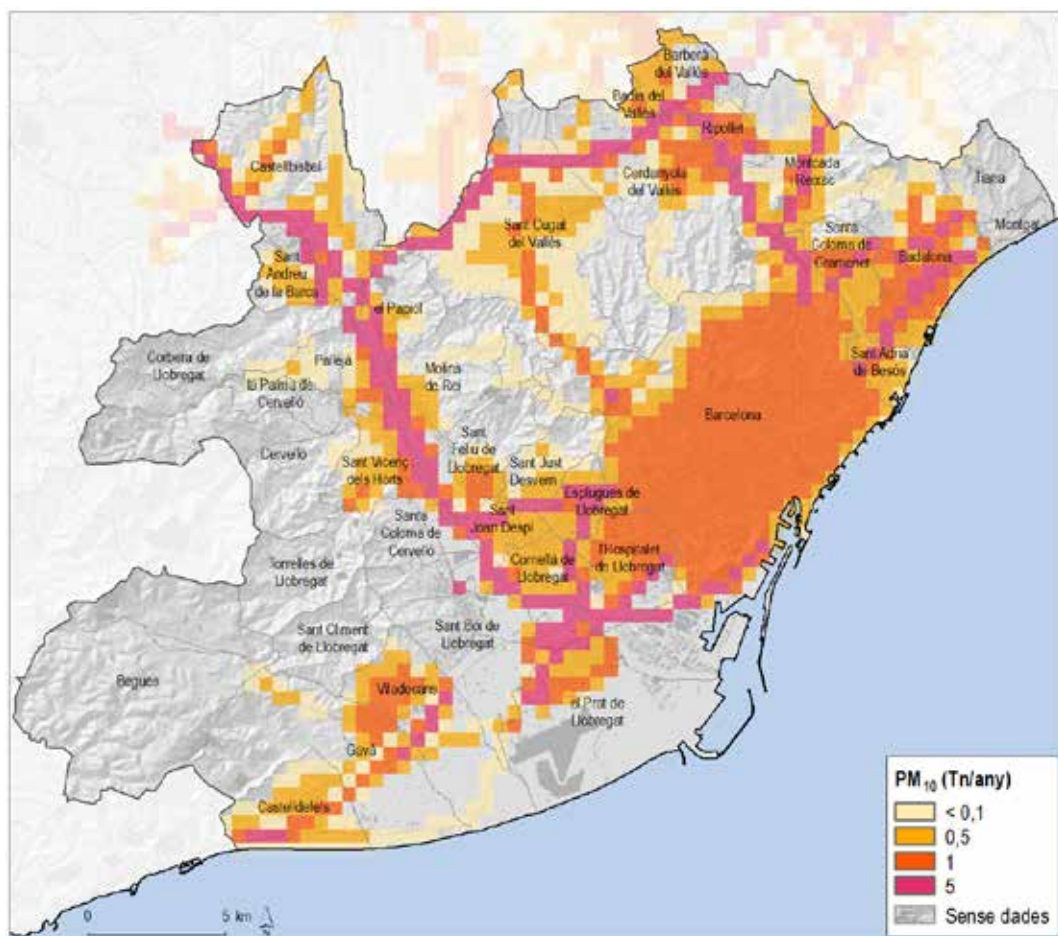 Barberà
del Vallès
Badia del
Vallès
Ripollet
Castellbisbal
Cerdanyola
del Vallès
Montcada
i Reixac
Tiana
Montgat
Sant Cugat
del Vallès
Santa
Coloma de
Gramenet
Badalona
Sant
Andreu
de la Barca
el Papiol
Corbera de
Llobregat
Pallejà
la Palma de
Cervelló
Molins
de Rei
Sant Adrià
de Besòs
Barcelona
Cervelló
Sant Vicenç
dels Horts
Sant
Feliu de
Llobregat
Sant Just
Desvern
Esplugues de
Llobregat
Santa
Coloma de
Cervelló
Sant
Joan Despí
Cornellà de
Llobregat
l'Hospitalet
de Llobregat
Torrelles de
Llobregat
Sant Climent
de Llobregat
Sant Boi de
Llobregat
Begues
Viladecans
el Prat de
Llobregat
Gavà
Castelldefels
PM10 (Tn/any)
< 0,1
0,5
1
5
Sense dades
0 5 km